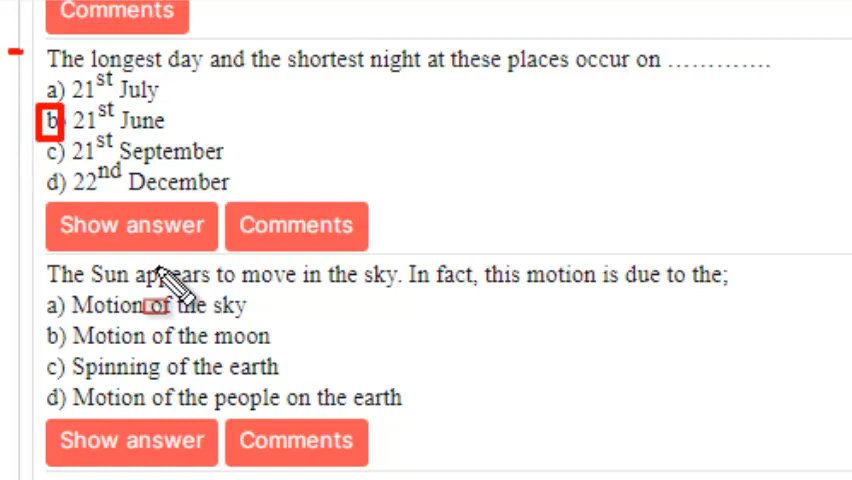 Comments
The longest day and the shortest night at these places occur on ………….
a) 21st July
b) 21st June
c) 21st September
d) 22nd December
Show answer Comments
The Sun appears to move in the sky. In fact, this motion is due to the;
a) Motion of the sky
b) Motion of the moon
c) Spinning of the earth
d) Motion of the people on the earth
Show answer Comments